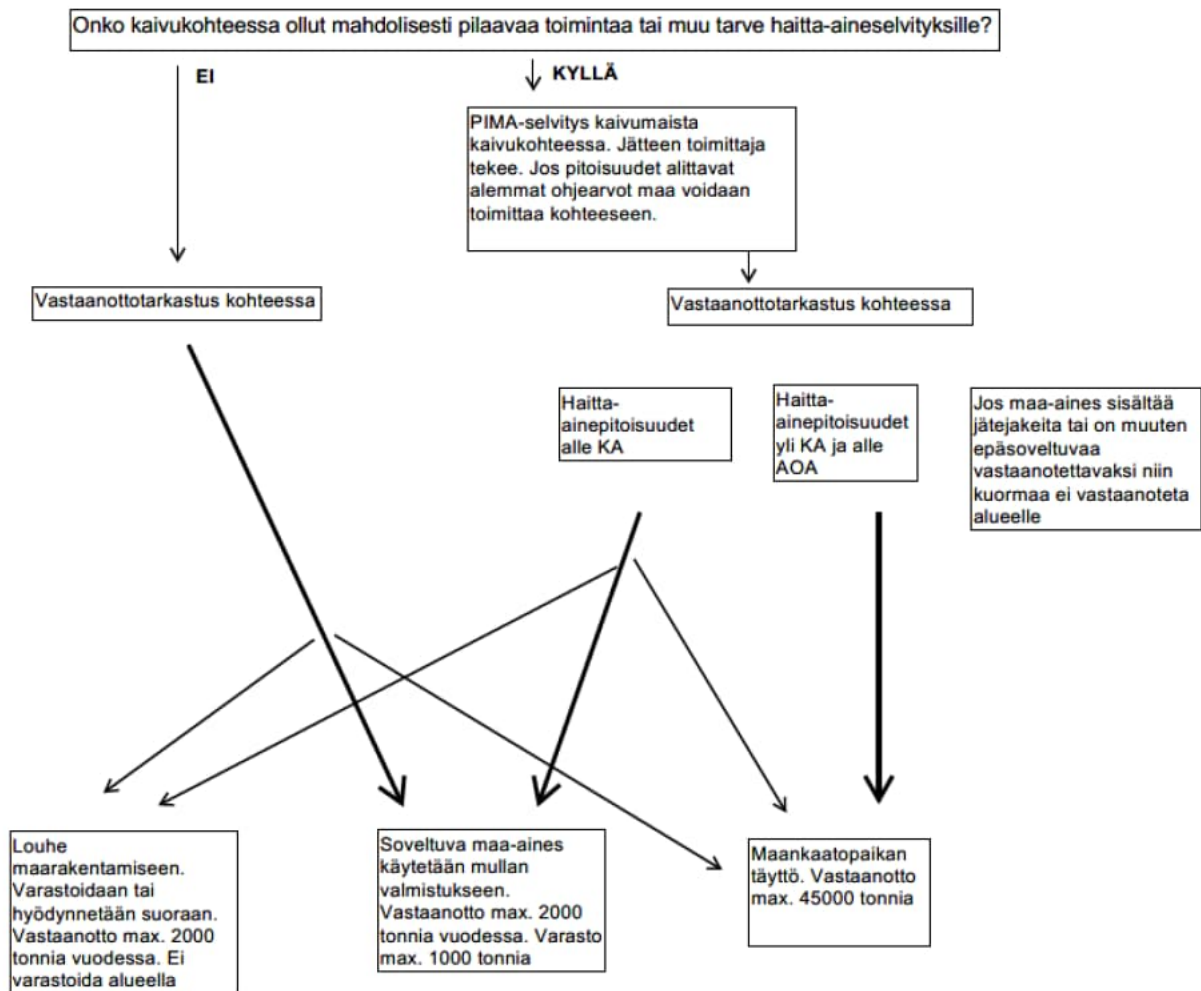 Onko kaivukohteessa ollut mahdolisesti pilaavaa toimintaa tai muu tarve haitta-aineselvityksille?
EI
KYLLÄ
PIMA-selvitys kaivumaista
kaivukohteessa. Jätteen toimittaja
tekee. Jos pitoisuudet alittavat
alemmat ohjearvot maa voidaan
toimittaa kohteeseen.
Vastaanottotarkastus kohteessa
Vastaanottotarkastus kohteessa
Haitta-
ainepitoisuudet
alle KA
Haitta-
ainepitoisuudet
yli KA ja alle
AOA
Jos maa-aines sisältää
jätejakeita tai on muuten
epäsoveltuvaa
vastaanotettavaksi niin
kuormaa ei vastaanoteta
alueelle
Louhe
maarakentamiseen.
Varastoidaan tai
hyödynnetään suoraan.
Vastaanotto max. 2000
tonnia vuodessa. Ei
varastoida alueella
Soveltuva maa-aines
käytetään mullan
valmistukseen.
Vastaanotto max. 2000
tonnia vuodessa. Varasto
max. 1000 tonnia
Maankaatopaikan
täyttö. Vastaanotto
max. 45000 tonnia